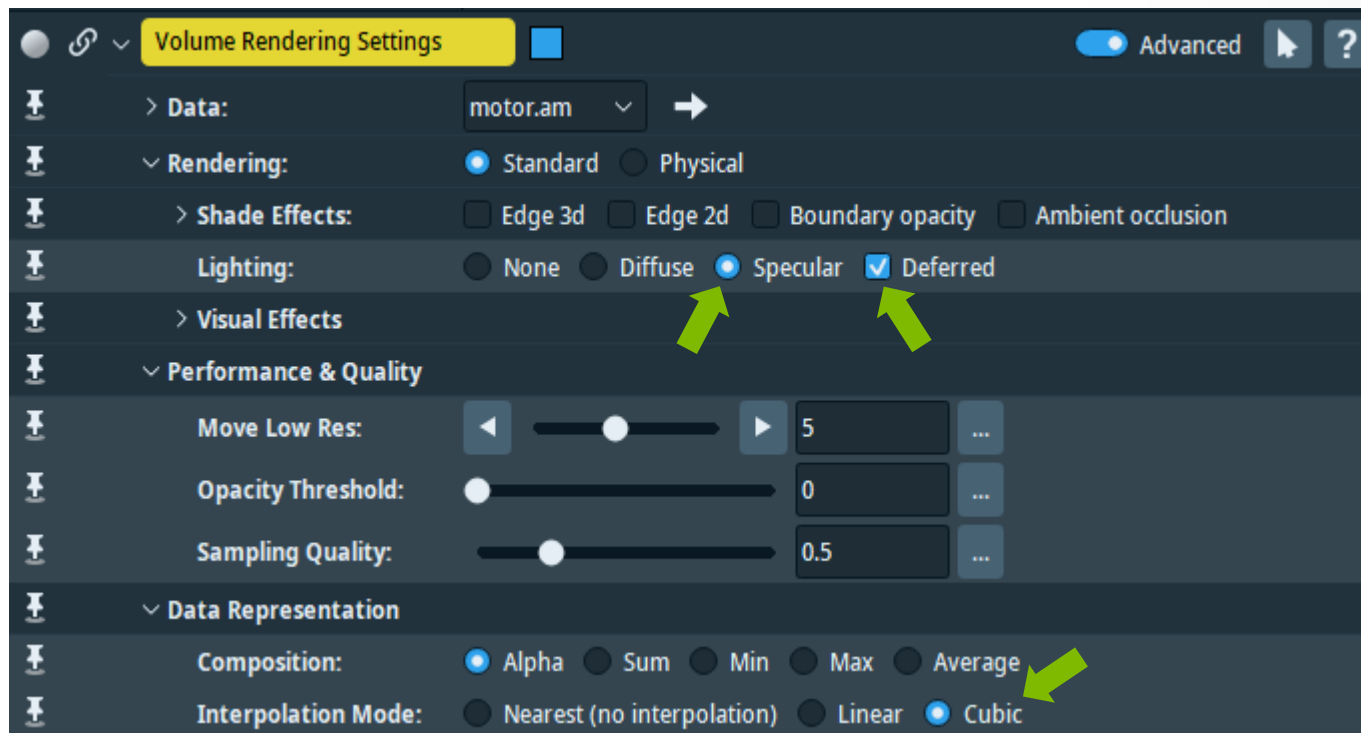 Volume Rendering Settings Advanced ?
Data: motor.am
Rendering: Standard Physical
Shade Effects: Edge 3d Edge 2d Boundary opacity Ambient occlusion
Lighting: None Diffuse Specular Deferred
Visual Effects
Performance & Quality
Move Low Res: 5 ...
Opacity Threshold: 0 ...
Sampling Quality: 0.5 ...
Data Representation
Composition: Alpha Sum Min Max Average
Interpolation Mode: Nearest (no interpolation) Linear Cubic